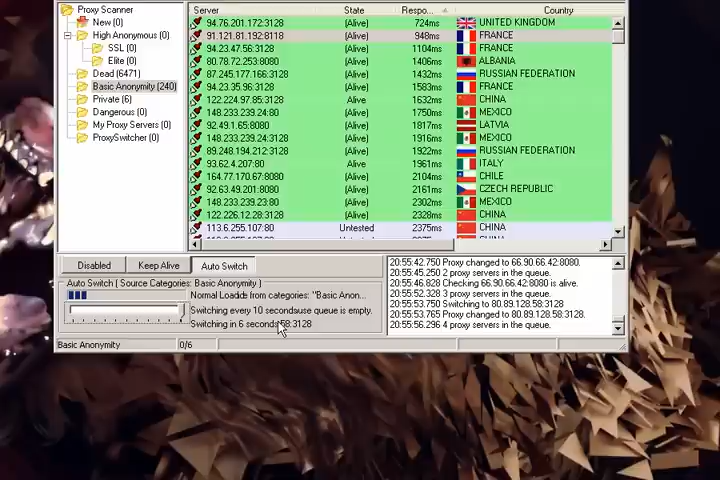 Proxy Scanner
New (0)
High Anonymous (0)
SSL (0)
Elite (0)
Dead (6471)
Basic Anonymity (240)
Private (6)
Dangerous (0)
My Proxy Servers (0)
ProxySwitcher (0)
Server State Respo... Country
94.76.201.172:3128 (Alive) 724ms UNITED KINGDOM
91.121.81.192:8118 (Alive) 948ms FRANCE
94.23.47.56:3128 (Alive) 1104ms FRANCE
80.78.72.253:8080 (Alive) 1406ms ALBANIA
87.245.177.166:3128 (Alive) 1432ms RUSSIAN FEDERATION
94.23.35.96:3128 (Alive) 1583ms FRANCE
122.224.97.85:3128 Alive 1632ms CHINA
148.233.239.24:80 (Alive) 1750ms MEXICO
92.49.1.65:8080 (Alive) 1817ms LATVIA
148.233.239.24:3128 (Alive) 1916ms MEXICO
89.248.194.212:3128 (Alive) 1922ms RUSSIAN FEDERATION
93.62.4.207:80 Alive 1961ms ITALY
164.77.170.67:8080 (Alive) 2104ms CHILE
92.63.49.201:8080 (Alive) 2161ms CZECH REPUBLIC
148.233.239.23:80 (Alive) 2302ms MEXICO
122.226.12.28:3128 (Alive) 2328ms CHINA
113.6.255.107:80 Untested 2375ms CHINA
Disabled Keep Alive Auto Switch
Auto Switch [ Source Categories: Basic Anonymity ]
Normal Loadde from categories: "Basic Anon...
Switching every 10 secondsuse queue is empty.
Switching in 6 seconds
58:3128
20:55:42.750 Proxy changed to 66.90.66.42:8080.
20:55:45.250 2 proxy servers in the queue.
20:55:46.828 Checking 66.90.66.42:8080 is alive.
20:55:52.328 3 proxy servers in the queue.
20:55:53.750 Switching to 80.89.128.58:3128
20:55:53.765 Proxy changed to 80.89.128.58:3128.
20:55:56.296 4 proxy servers in the queue.
Basic Anonymity 0/6